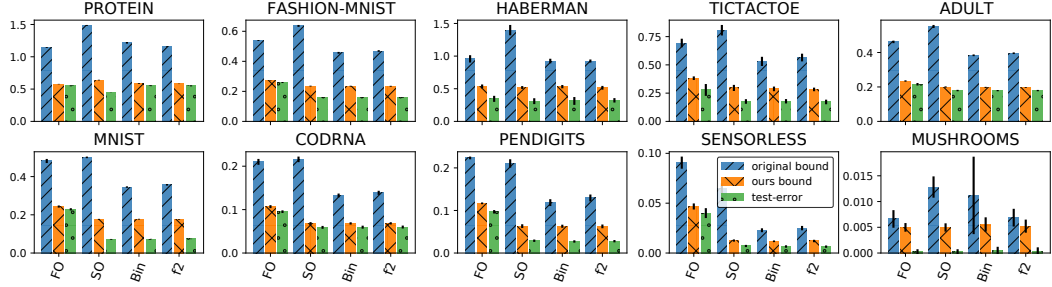 PROTEIN
1.5
1.0
0.5
0.0
FASHION-MNIST
0.6
0.4
0.2
0.0
HABERMAN
1.5
1.0
0.5
0.0
TICTACTOE
0.75
0.50
0.25
0.00
ADULT
0.4
0.2
0.0
MNIST
0.4
0.2
0.0
FO SO Bin f2
CODRNA
0.2
0.1
0.0
FO SO Bin f2
PENDIGITS
0.2
0.1
0.0
FO SO Bin f2
SENSORLESS
0.10
0.05
0.00
original bound
ours bound
test-error
FO SO Bin f2
MUSHROOMS
0.015
0.010
0.005
0.000
FO SO Bin f2